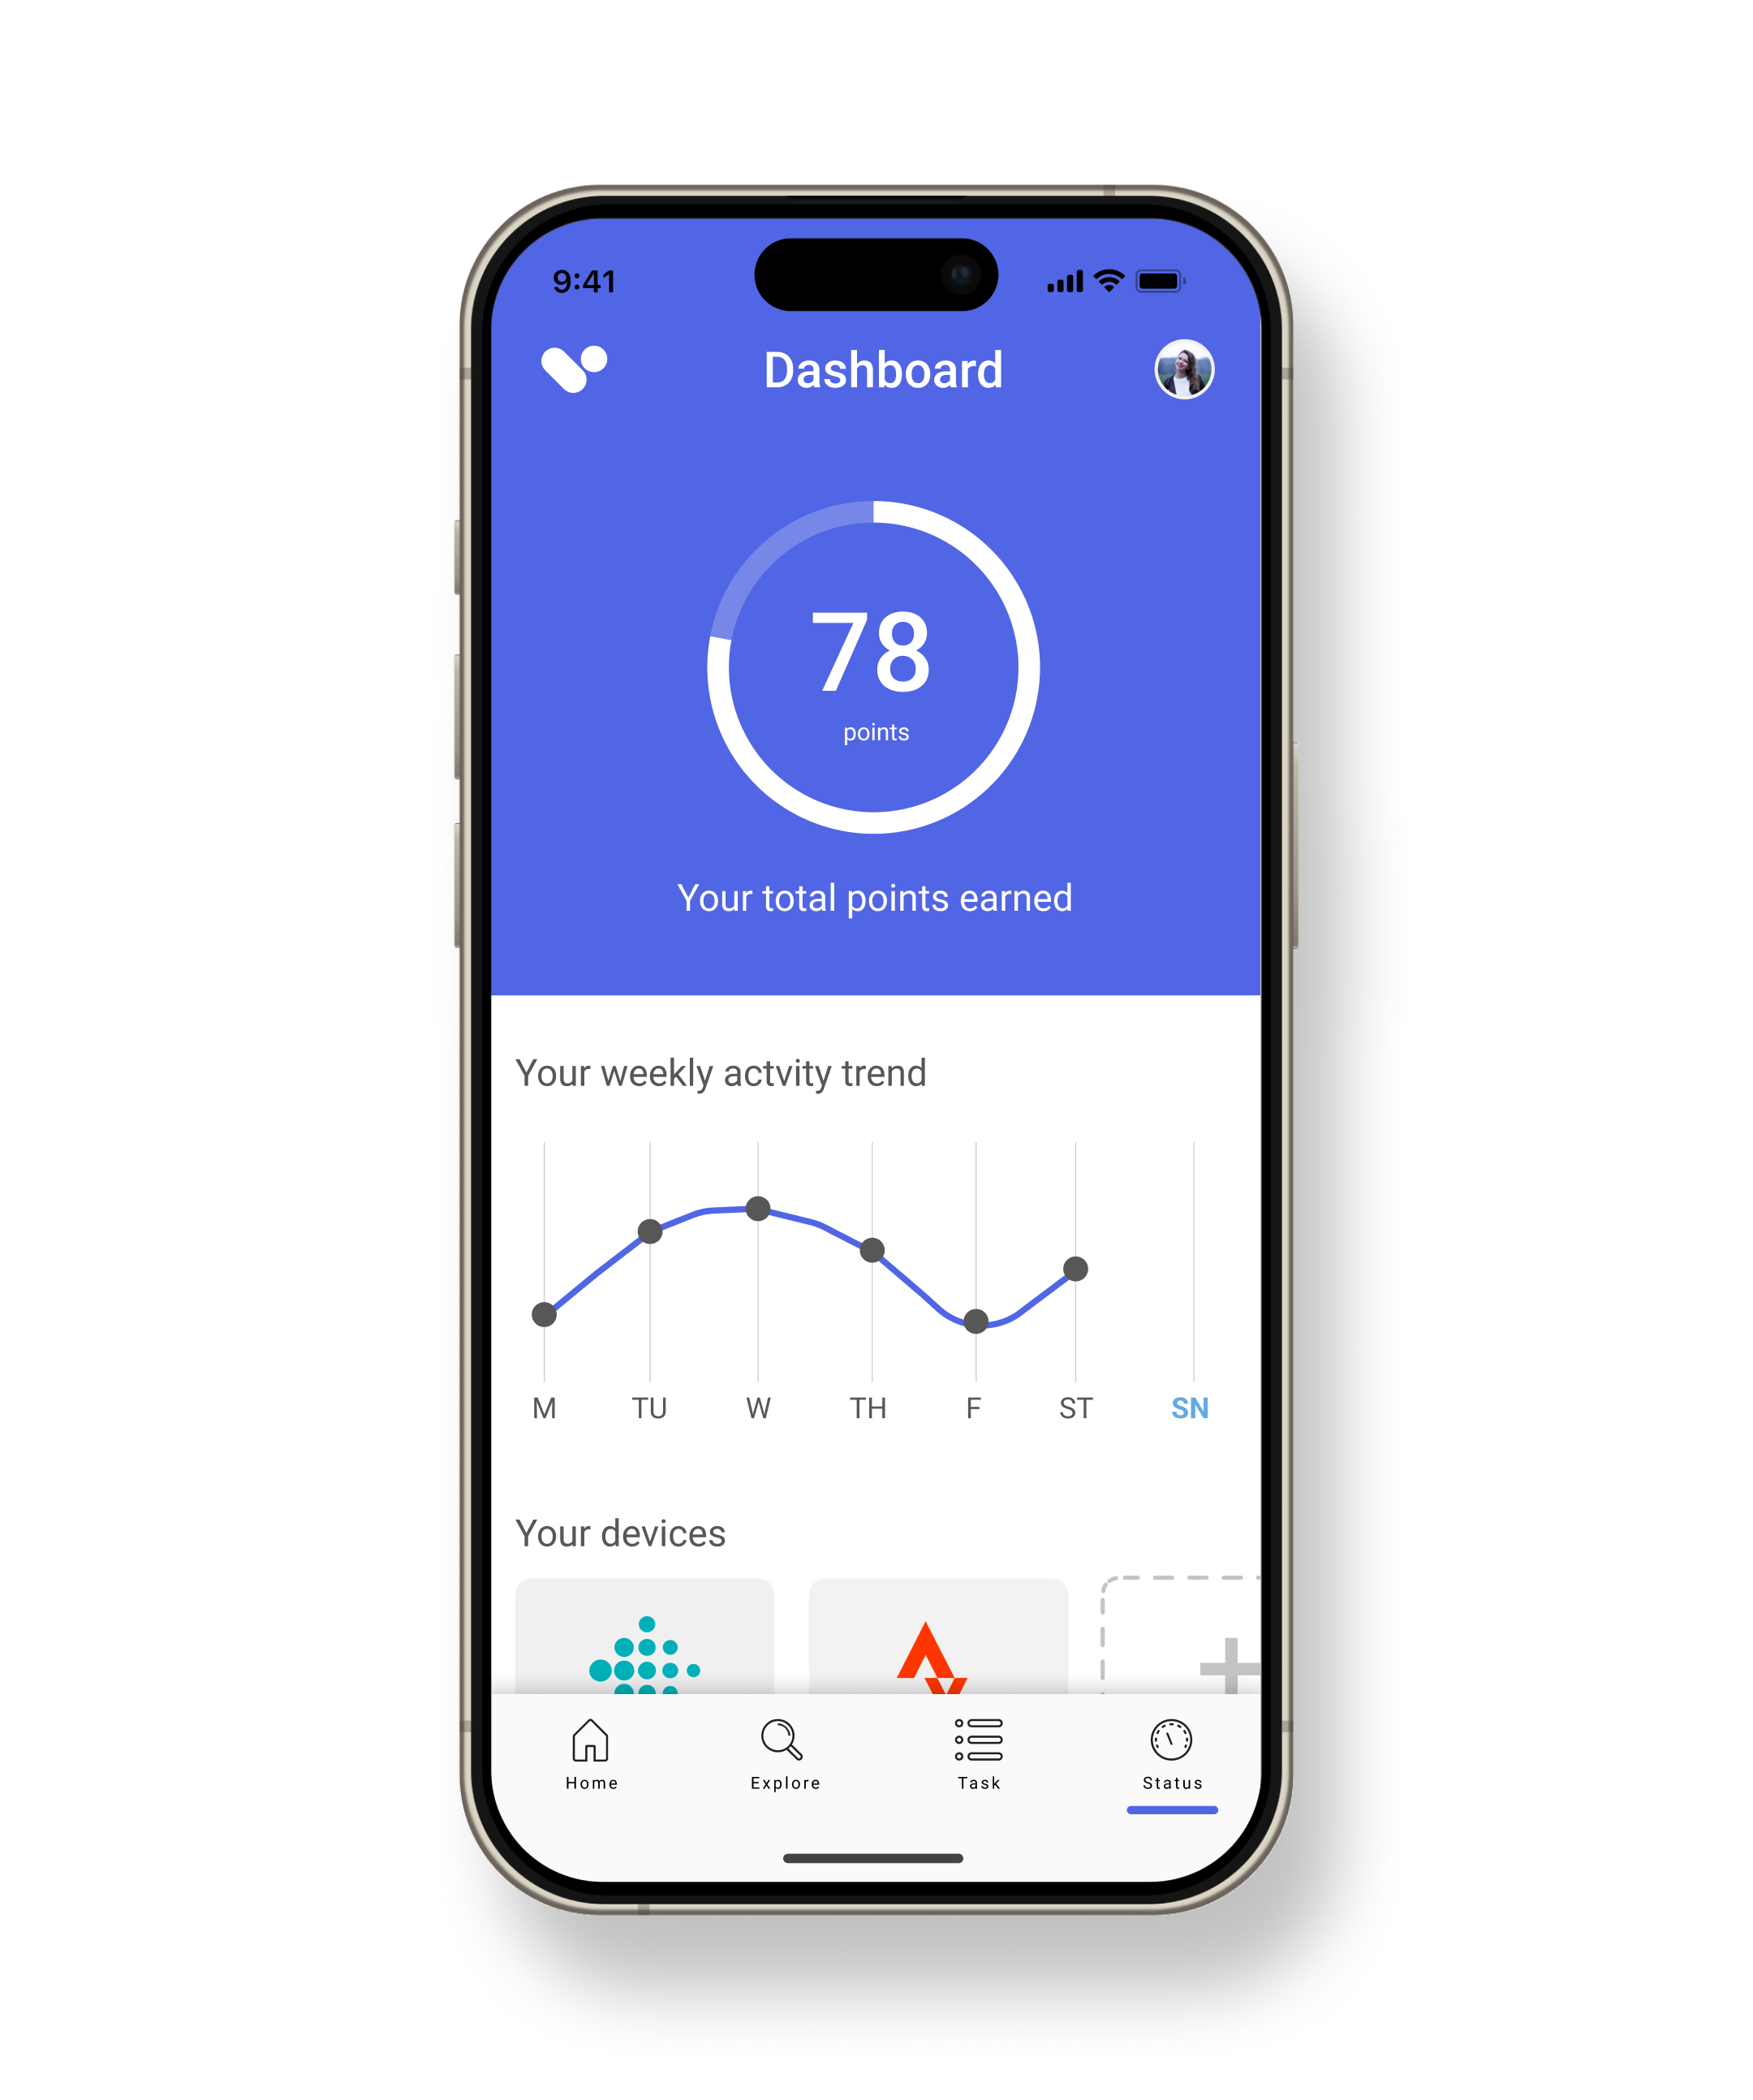 9:41
Dashboard
78
points
Your total points earned
Your weekly actvity trend
M TU W TH F ST SN
Your devices
Home Explore Task Status